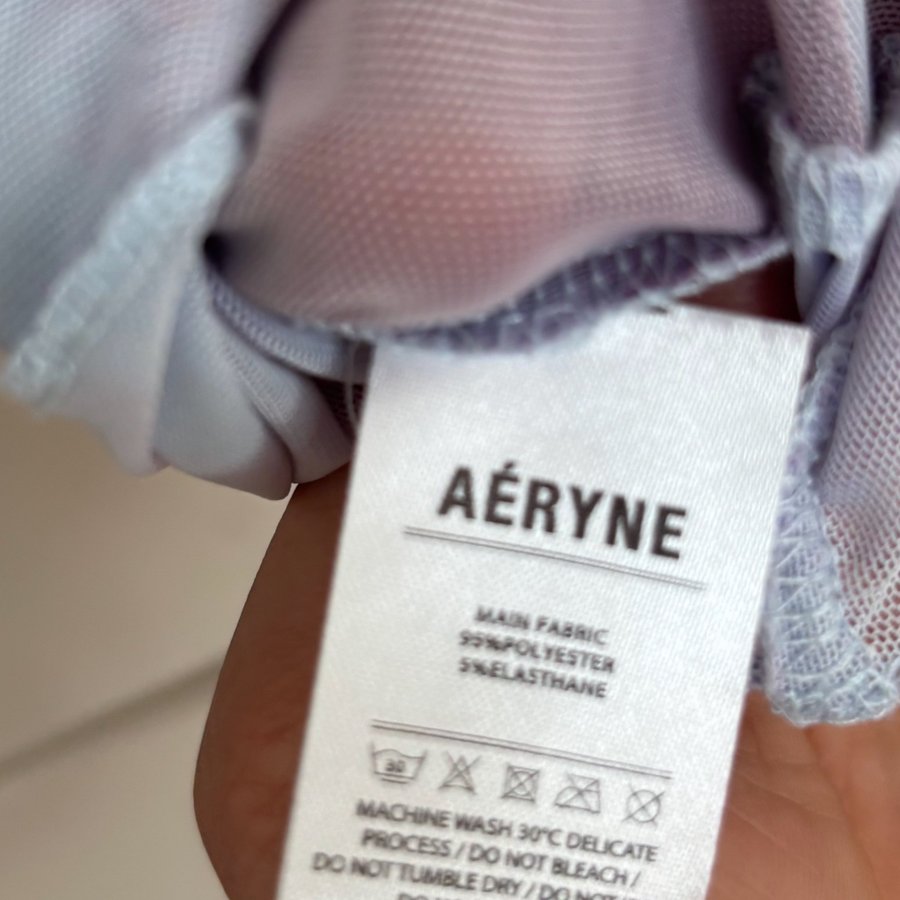 AÉRYNE
MAIN FABRIC
95%POLYESTER
5%ELASTHANE
30
MACHINE WASH 30°C DELICATE
PROCESS / DO NOT BLEACH /
DO NOT TUMBLE DRY / DO NOT